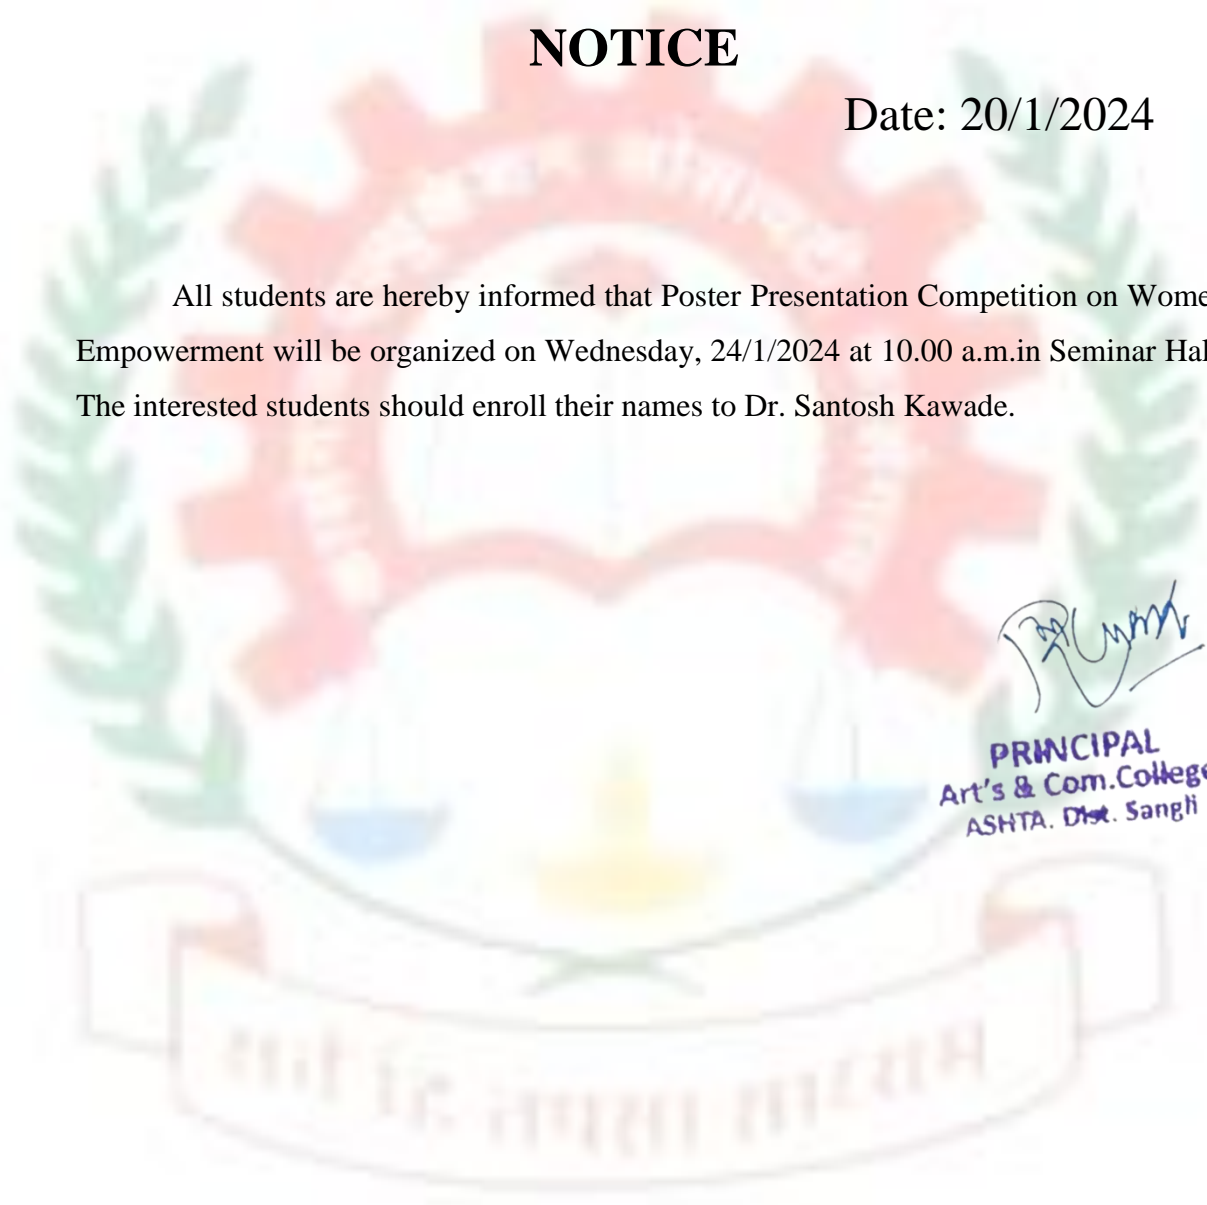 NOTICE
Date: 20/1/2024
All students are hereby informed that Poster Presentation Competition on Wome
Empowerment will be organized on Wednesday, 24/1/2024 at 10.00 a.m.in Seminar Hal
The interested students should enroll their names to Dr. Santosh Kawade.
PRINCIPAL
Art's & Com.College
ASHTA. Dist. Sangli